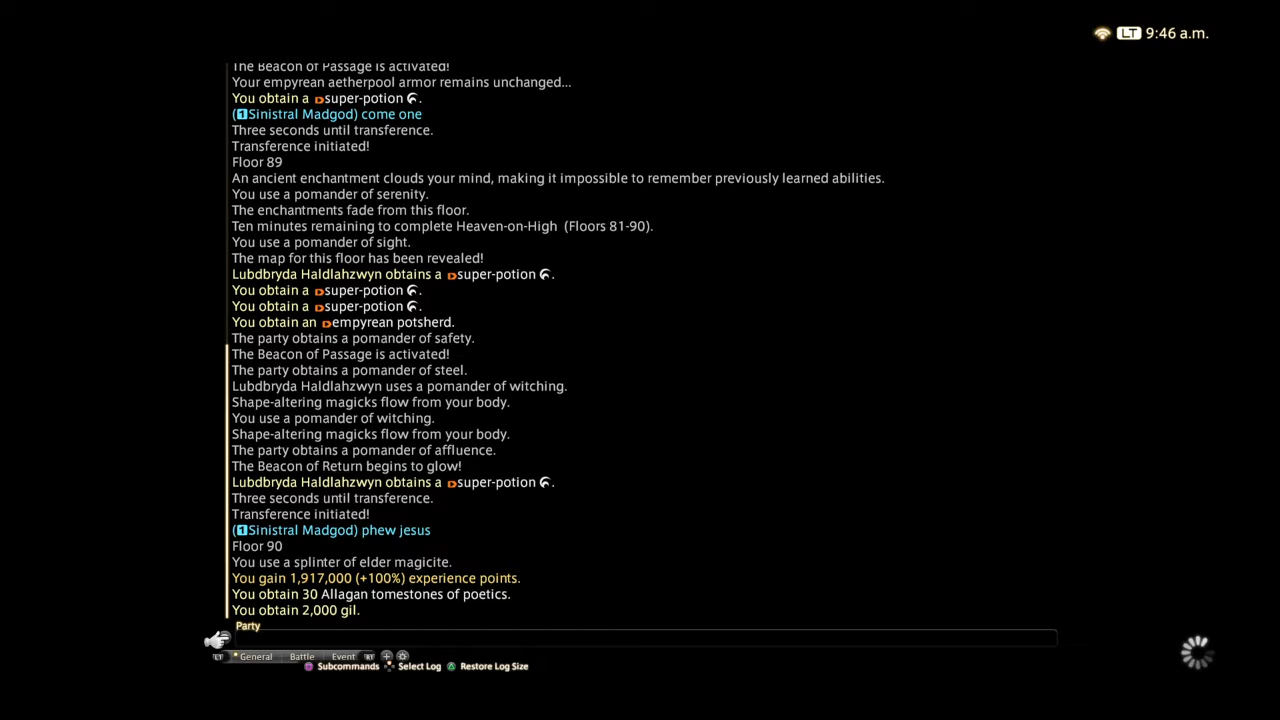 LT 9:46 a.m.
The Beacon of Passage is activated!
Your empyrean aetherpool armor remains unchanged...
You obtain a super-potion.
(1Sinistral Madgod) come one
Three seconds until transference.
Transference initiated!
Floor 89
An ancient enchantment clouds your mind, making it impossible to remember previously learned abilities.
You use a pomander of serenity.
The enchantments fade from this floor.
Ten minutes remaining to complete Heaven-on-High (Floors 81-90).
You use a pomander of sight.
The map for this floor has been revealed!
Lubdbryda Haldlahzwyn obtains a super-potion.
You obtain a super-potion.
You obtain a super-potion.
You obtain an empyrean potsherd.
The party obtains a pomander of safety.
The Beacon of Passage is activated!
The party obtains a pomander of steel.
Lubdbryda Haldlahzwyn uses a pomander of witching.
Shape-altering magicks flow from your body.
You use a pomander of witching.
Shape-altering magicks flow from your body.
The party obtains a pomander of affluence.
The Beacon of Return begins to glow!
Lubdbryda Haldlahzwyn obtains a super-potion.
Three seconds until transference.
Transference initiated!
(1Sinistral Madgod) phew jesus
Floor 90
You use a splinter of elder magicite.
You gain 1,917,000 (+100%) experience points.
You obtain 30 Allagan tomestones of poetics.
You obtain 2,000 gil.
Party
LT General Battle Event R1
Subcommands Select Log Restore Log Size